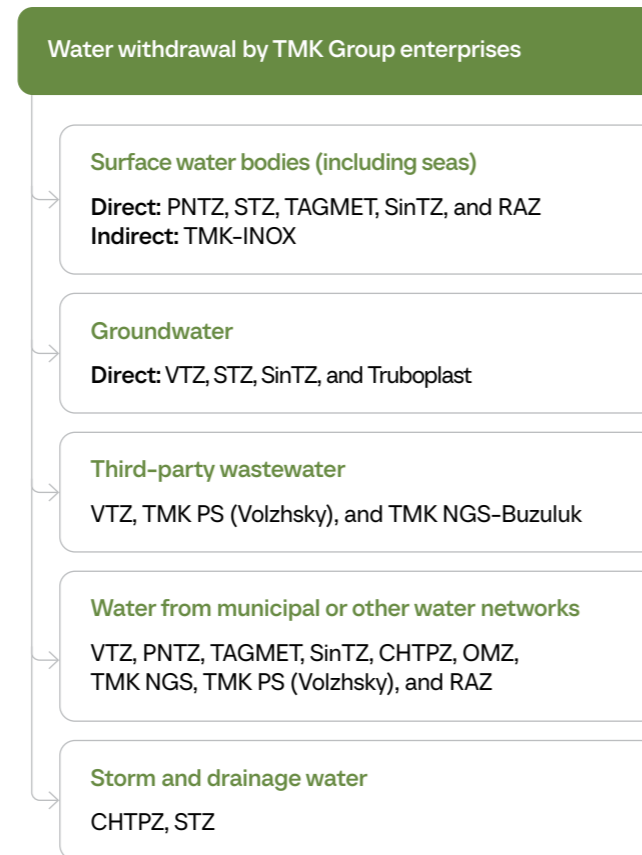 Water withdrawal by TMK Group enterprises
Surface water bodies (including seas)
Direct: PNTZ, STZ, TAGMET, SinTZ, and RAZ
Indirect: TMK-INOX
Groundwater
Direct: VTZ, STZ, SinTZ, and Truboplast
Third-party wastewater
VTZ, TMK PS (Volzhsky), and TMK NGS-Buzuluk
Water from municipal or other water networks
VTZ, PNTZ, TAGMET, SinTZ, CHTPZ, OMZ,
TMK NGS, TMK PS (Volzhsky), and RAZ
Storm and drainage water
CHTPZ, STZ